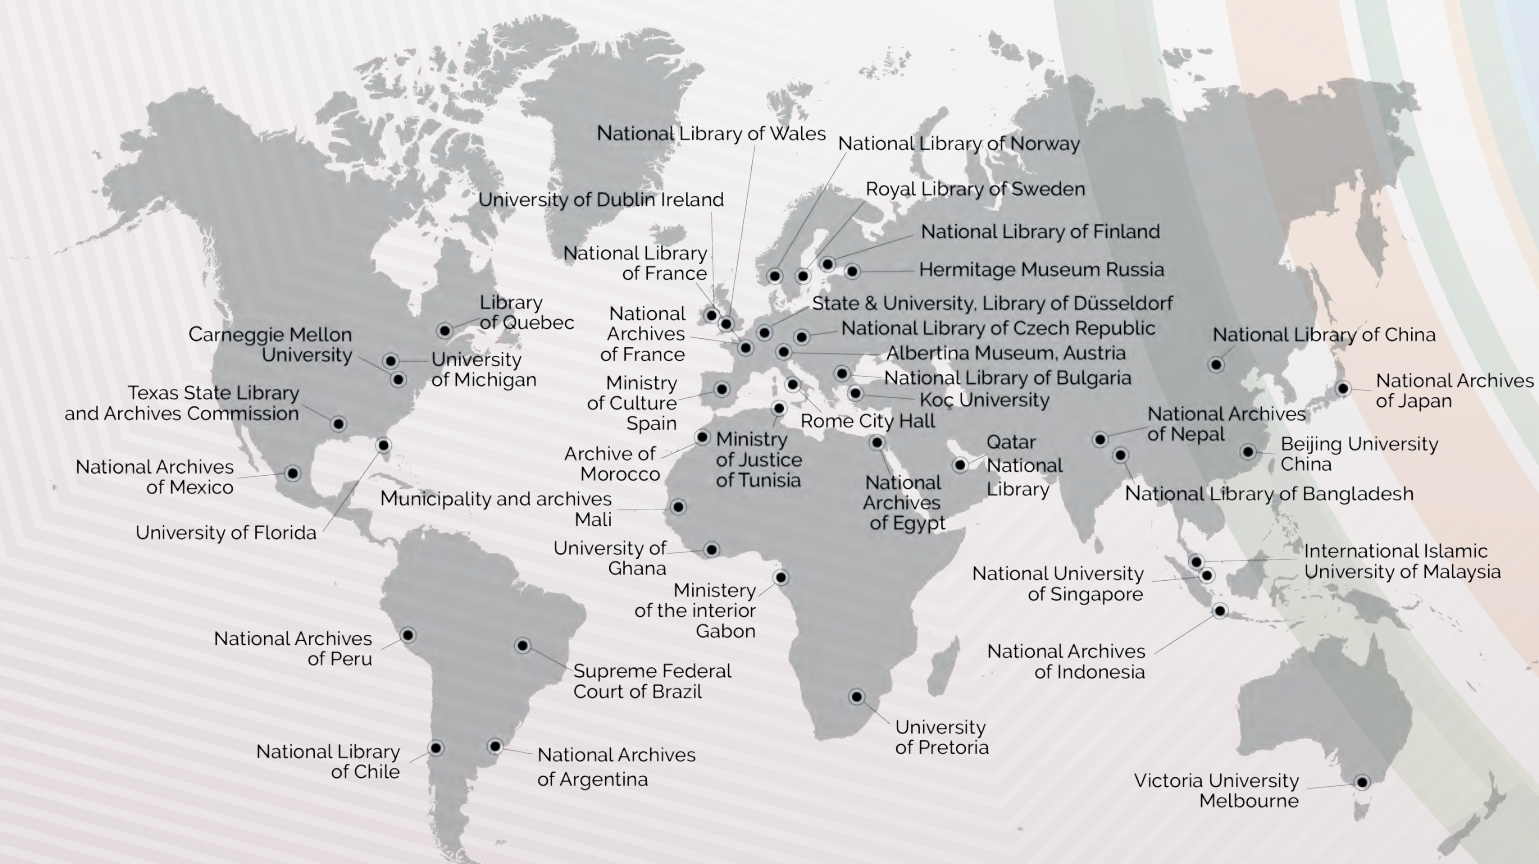 National Library of Wales
National Library of Norway
Royal Library of Sweden
University of Dublin Ireland
National Library of Finland
National Library
of France
Hermitage Museum Russia
State & University, Library of Düsseldorf
Library
of Quebec
National
Archives
of France
National Library of Czech Republic
Carneggie Mellon
University
University
of Michigan
Albertina Museum, Austria
National Library of China
National Library of Bulgaria
Koç University
National Archives
of Japan
Ministry
of Culture
Spain
Texas State Library
and Archives Commission
Rome City Hall
National Archives
of Nepal
Archive of
Morocco
Ministry
of Justice
of Tunisia
Qatar
National
Library
Beijing University
China
National Archives
of Mexico
National
Archives
of Egypt
National Library of Bangladesh
Municipality and archives
Mali
University of Florida
University of
Ghana
International Islamic
University of Malaysia
National University
of Singapore
Ministery
of the interior
Gabon
National Archives
of Peru
National Archives
of Indonesia
Supreme Federal
Court of Brazil
University
of Pretoria
National Library
of Chile
National Archives
of Argentina
Victoria University
Melbourne